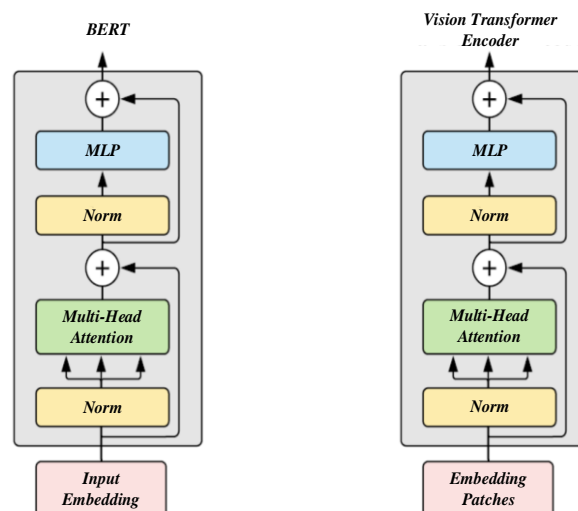 BERT
+
MLP
Norm
+
Multi-Head
Attention
Norm
Input
Embedding
Vision Transformer
Encoder
+
MLP
Norm
+
Multi-Head
Attention
Norm
Embedding
Patches